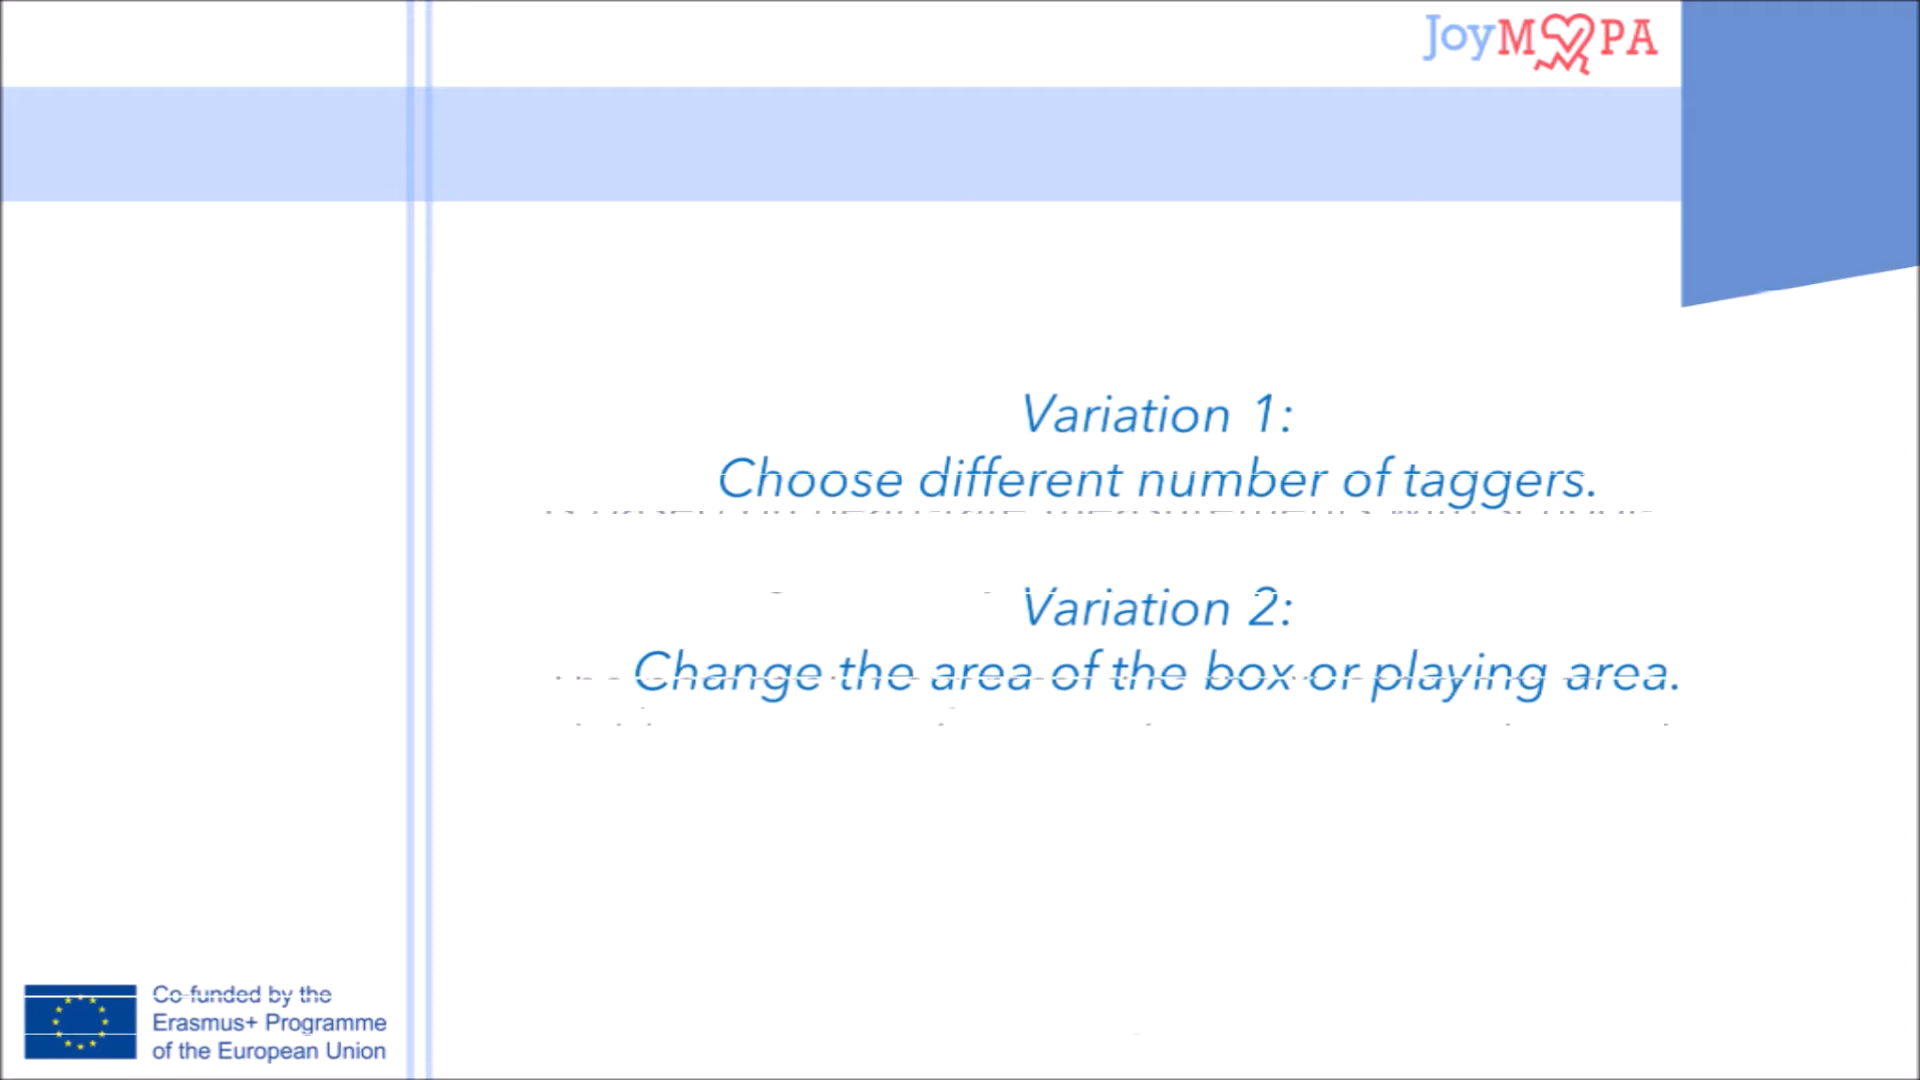 JoyMOPA
Variation 1:
Choose different number of taggers.
Variation 2:
Change the area of the box or playing area.
Co-funded by the
Erasmus+ Programme
of the European Union